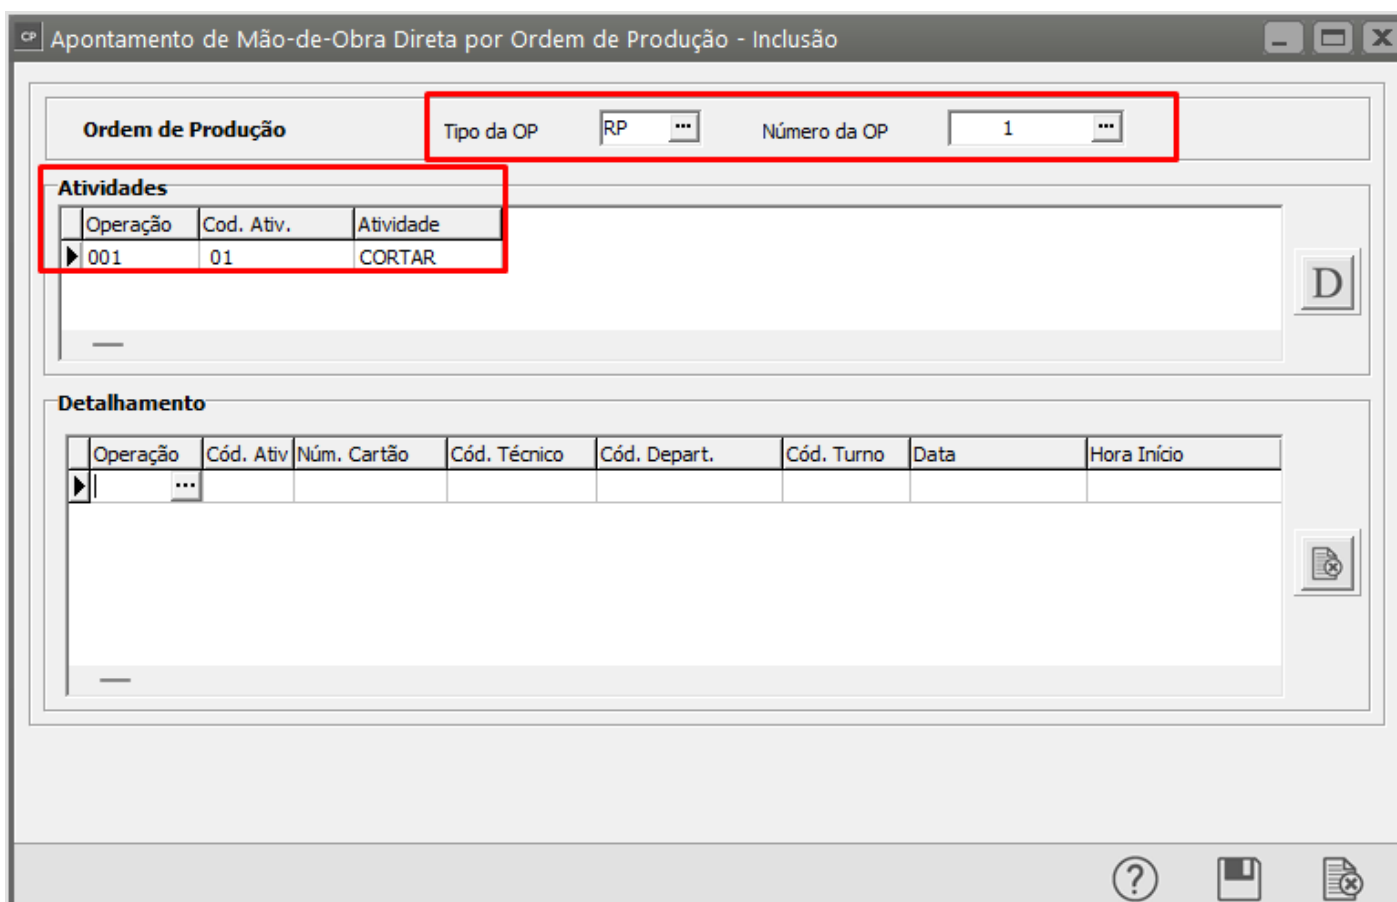 CP Apontamento de Mão-de-Obra Direta por Ordem de Produção - Inclusão
Ordem de Produção Tipo da OP RP ... Número da OP 1 ...
Atividades
Operação Cod. Ativ. Atividade
001 01 CORTAR
D
Detalhamento
Operação Cód. Ativ Núm. Cartão Cód. Técnico Cód. Depart. Cód. Turno Data Hora Início
...
?